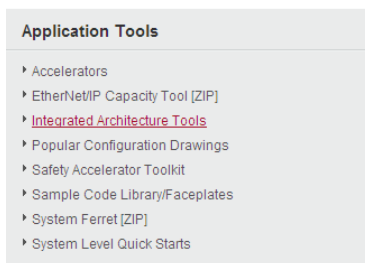 Application Tools
Accelerators
EtherNet/IP Capacity Tool [ZIP]
Integrated Architecture Tools
Popular Configuration Drawings
Safety Accelerator Toolkit
Sample Code Library/Faceplates
System Ferret [ZIP]
System Level Quick Starts